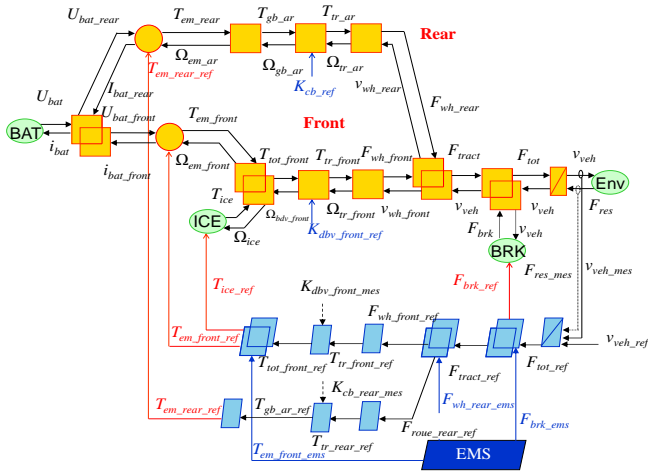 U_bat_rear
T_em_rear
T_gb_ar
T_tr_ar
Rear
Ω_em_ar
Ω_gb_ar
Ω_tr_ar
T_em_rear_ref
I_bat_rear
K_cb_ref
v_wh_rear
U_bat
U_bat_front
T_em_front
F_wh_rear
BAT
Front
i_bat
i_bat_front
Ω_em_front
T_tot_front
T_tr_front
F_wh_front
F_tract
F_tot
v_veh
Env
T_ice
Ω_bdv_front
Ω_tr_front
v_wh_front
v_veh
v_veh
F_res
ICE
Ω_ice
K_dbv_front_ref
F_brk
v_veh
BRK
F_res_mes
v_veh_mes
T_ice_ref
K_dbv_front_mes
F_brk_ref
F_wh_front_ref
v_veh_ref
T_em_front_ref
T_tot_front_ref
T_tr_front_ref
F_tract_ref
F_tot_ref
K_cb_rear_mes
T_em_rear_ref
T_gb_ar_ref
F_wh_rear_ems
F_brk_ems
T_tr_rear_ref
F_roue_rear_ref
T_em_front_ems
EMS